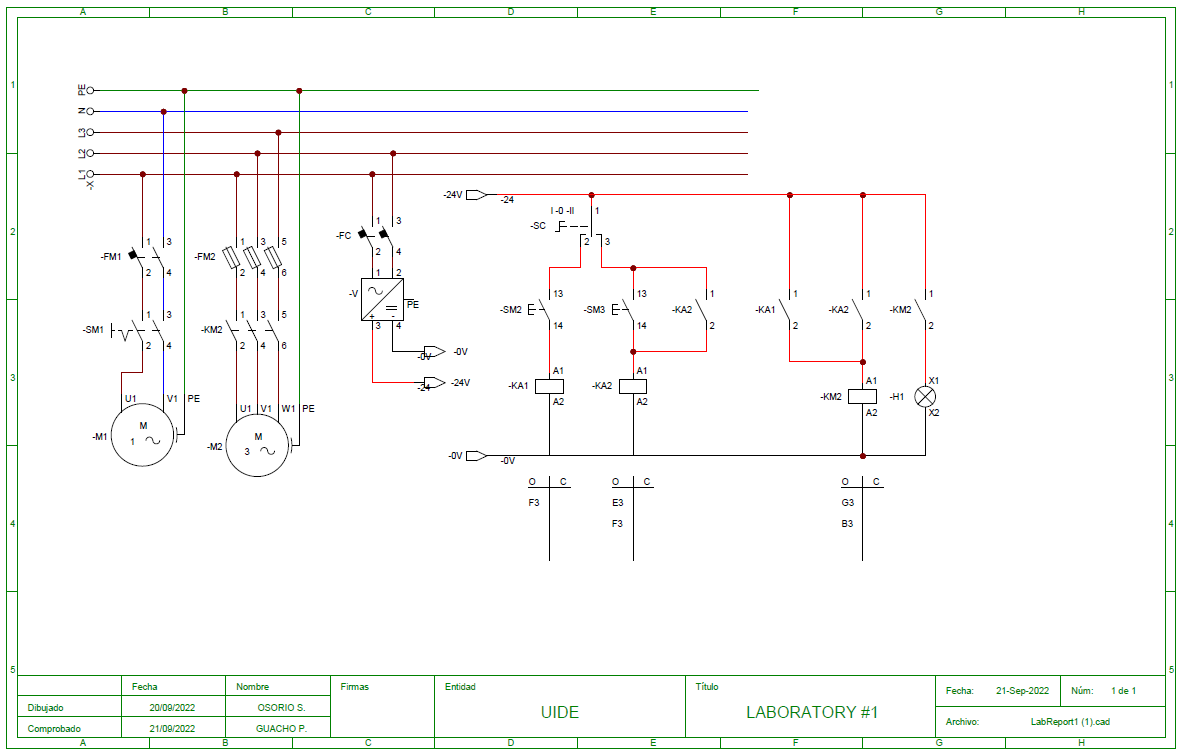 A B C D E F G H
1 1
PE
N
L3
L2
L1
-X
-24V -24
I -0 -II 1
-SC
2 3
2 2
1 3
-FC
2 4
1 3
-FM1
2 4
1 3 5
-FM2
2 4 6
1 2
-V
PE
+ -
3 4
-0V -0V
-24 -24V
13
-SM2
14
13
-SM3
14
1
-KA2
2
1
-KA1
2
1
-KA2
2
1
-KM2
2
1 3
-SM1
2 4
1 3 5
-KM2
2 4 6
3 3
A1
-KA1
A2
A1
-KA2
A2
A1
-KM2
A2
X1
-H1
X2
U1 V1 PE
M
-M1
1
U1 V1 W1 PE
M
-M2
3
-0V -0V
O C
F3
O C
E3
F3
O C
G3
B3
4 4
5 5
Fecha Nombre Firmas Entidad Título
Dibujado 20/09/2022 OSORIO S.
Comprobado 21/09/2022 GUACHO P.
UIDE
LABORATORY #1
Fecha: 21-Sep-2022 Núm: 1 de 1
Archivo: LabReport1 (1).cad
A B C D E F G H